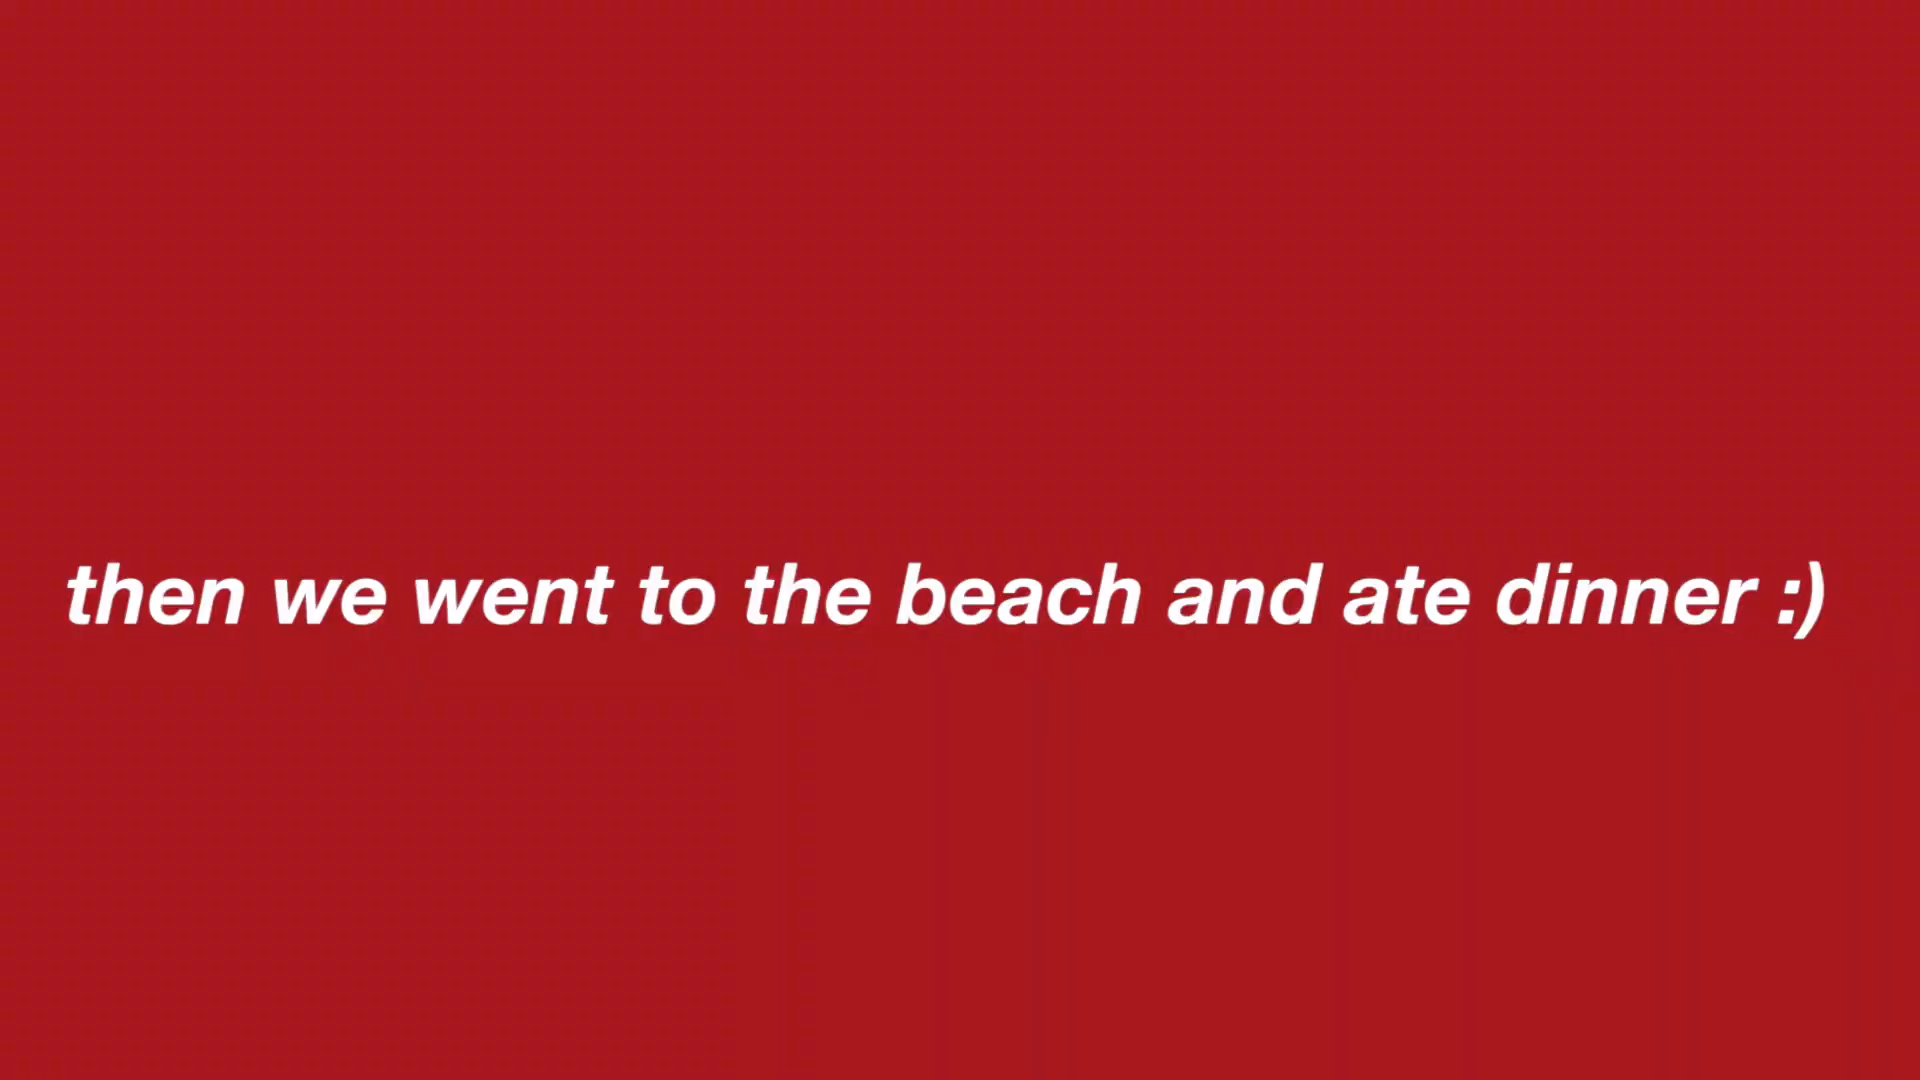 then we went to the beach and ate dinner :)